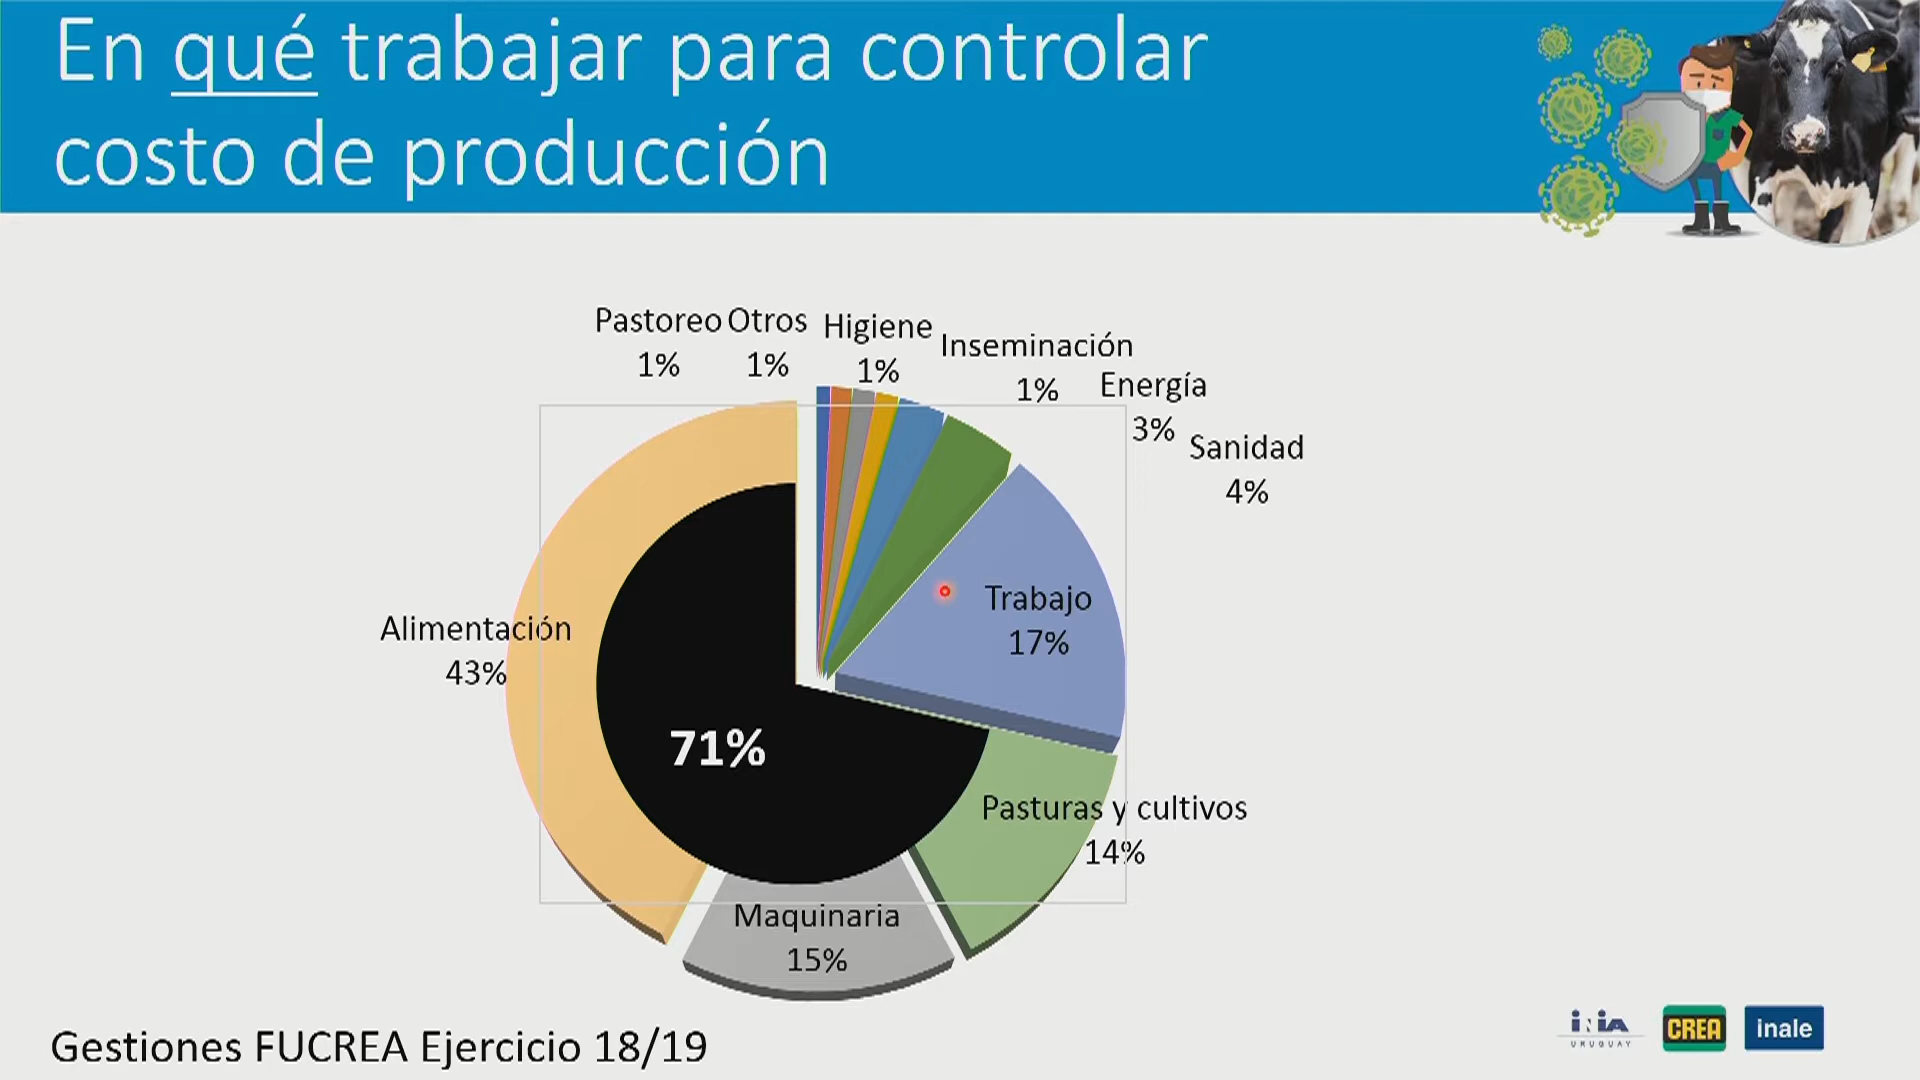 En qué trabajar para controlar
costo de producción
Pastoreo
1%
Otros
1%
Higiene
1%
Inseminación
1%
Energía
3%
Sanidad
4%
Trabajo
17%
Alimentación
43%
71%
Pasturas y cultivos
14%
Maquinaria
15%
Gestiones FUCREA Ejercicio 18/19
inia
URUGUAY
CREA
inale